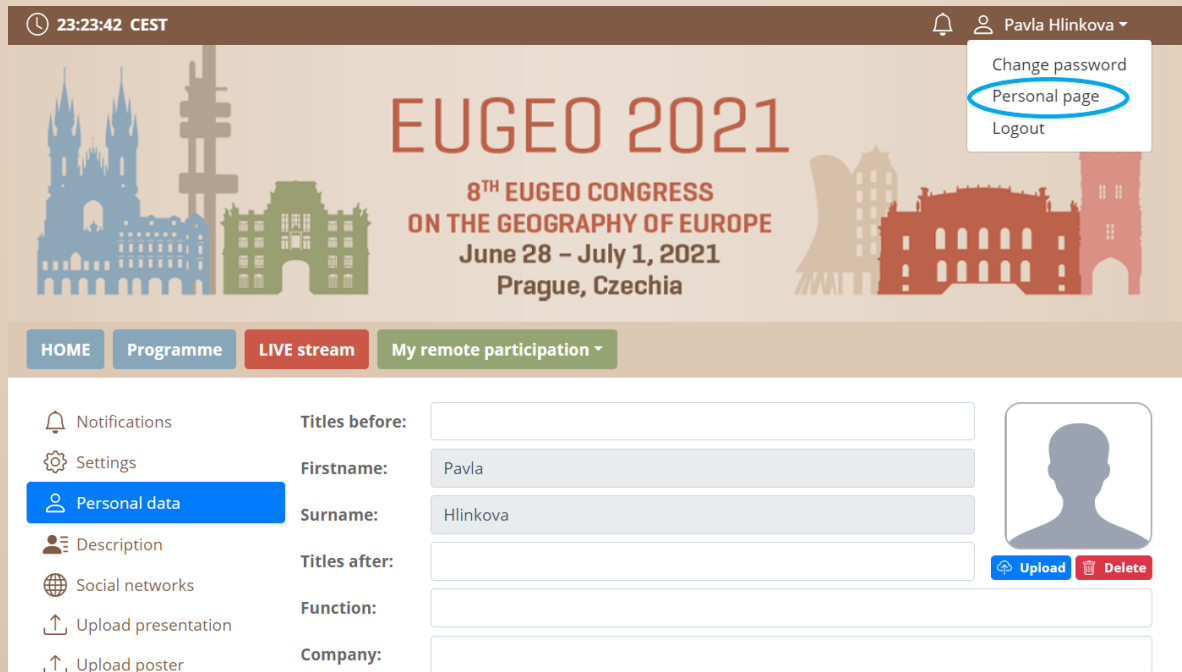 23:23:42 CEST
Pavla Hlinkova
Change password
Personal page
Logout
EUGEO 2021
8TH EUGEO CONGRESS
ON THE GEOGRAPHY OF EUROPE
June 28 – July 1, 2021
Prague, Czechia
HOME
Programme
LIVE stream
My remote participation
Notifications
Settings
Personal data
Description
Social networks
Upload presentation
Upload poster
Titles before:
Firstname: Pavla
Surname: Hlinkova
Titles after:
Function:
Company:
Upload
Delete